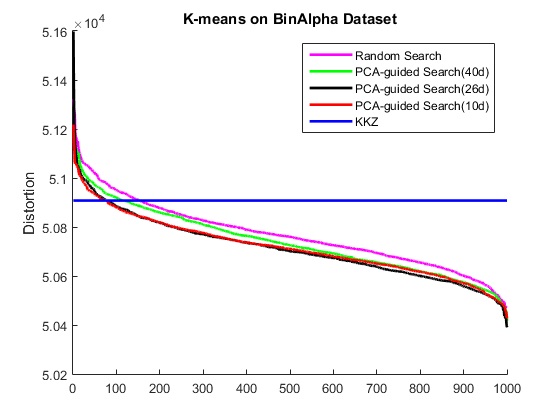 K-means on BinAlpha Dataset
×10⁴
5.16
5.14
5.12
5.1
5.08
5.06
5.04
5.02
Distortion
Random Search
PCA-guided Search(40d)
PCA-guided Search(26d)
PCA-guided Search(10d)
KKZ
0 100 200 300 400 500 600 700 800 900 1000